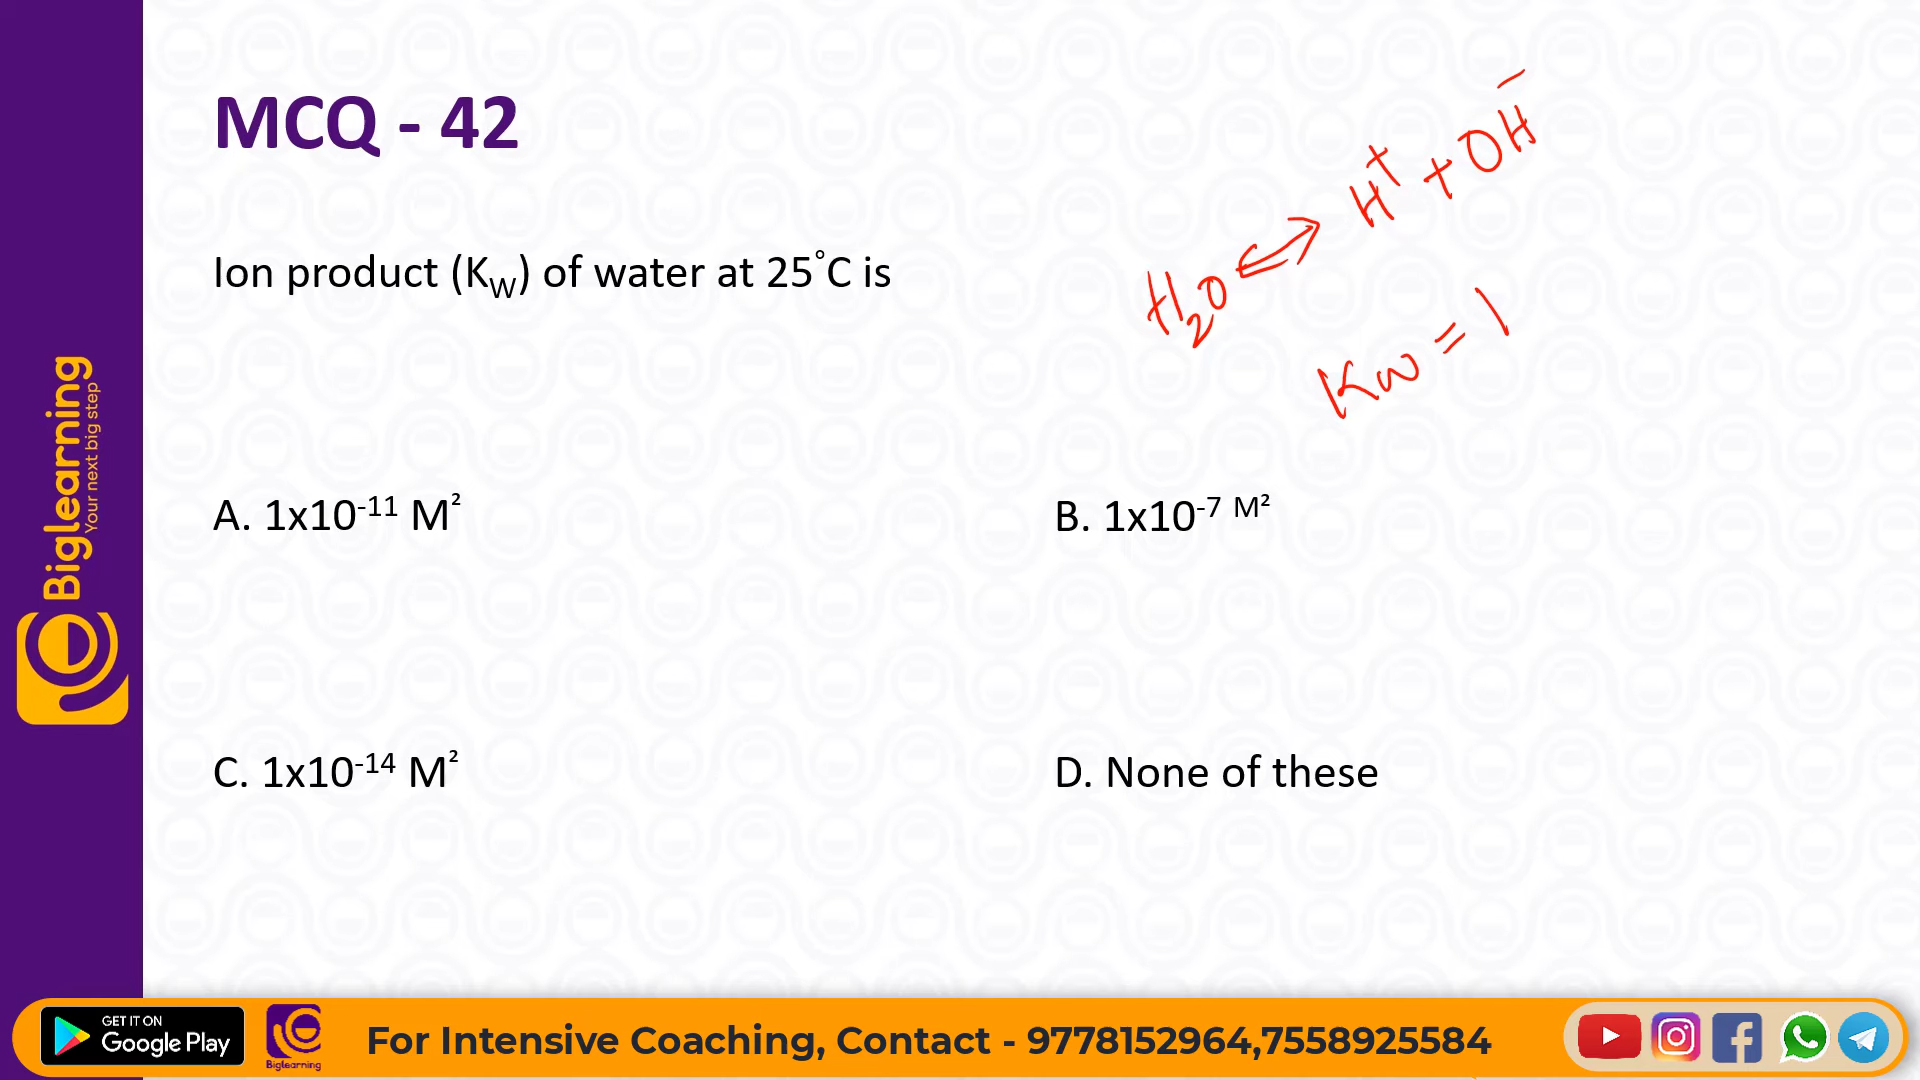 MCQ - 42
H₂O ⟷ H⁺ + OH⁻
Ion product (K_W) of water at 25°C is
Kw = 1
A. 1x10⁻¹¹ M²
B. 1x10⁻⁷ ᴹ²
C. 1x10⁻¹⁴ M²
D. None of these
Biglearning
Your next big step
GET IT ON
Google Play
Biglearning
For Intensive Coaching, Contact - 9778152964,7558925584